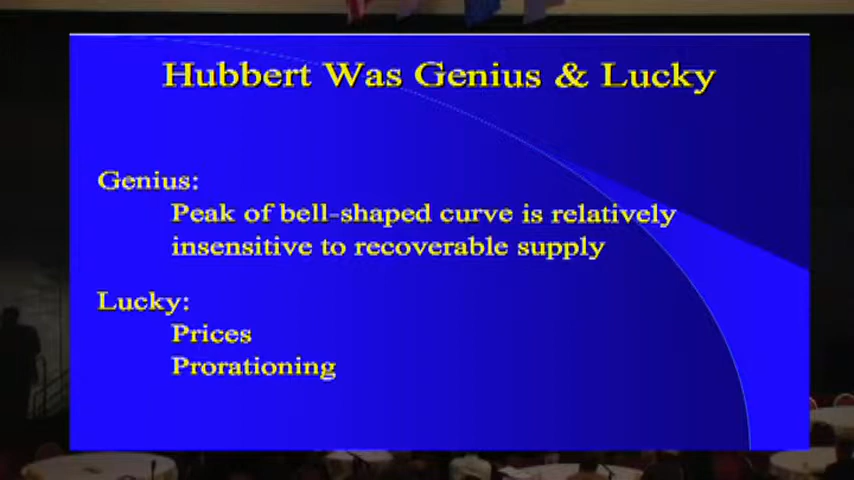 Hubbert Was Genius & Lucky
Genius:
Peak of bell-shaped curve is relatively
insensitive to recoverable supply
Lucky:
Prices
Prorationing